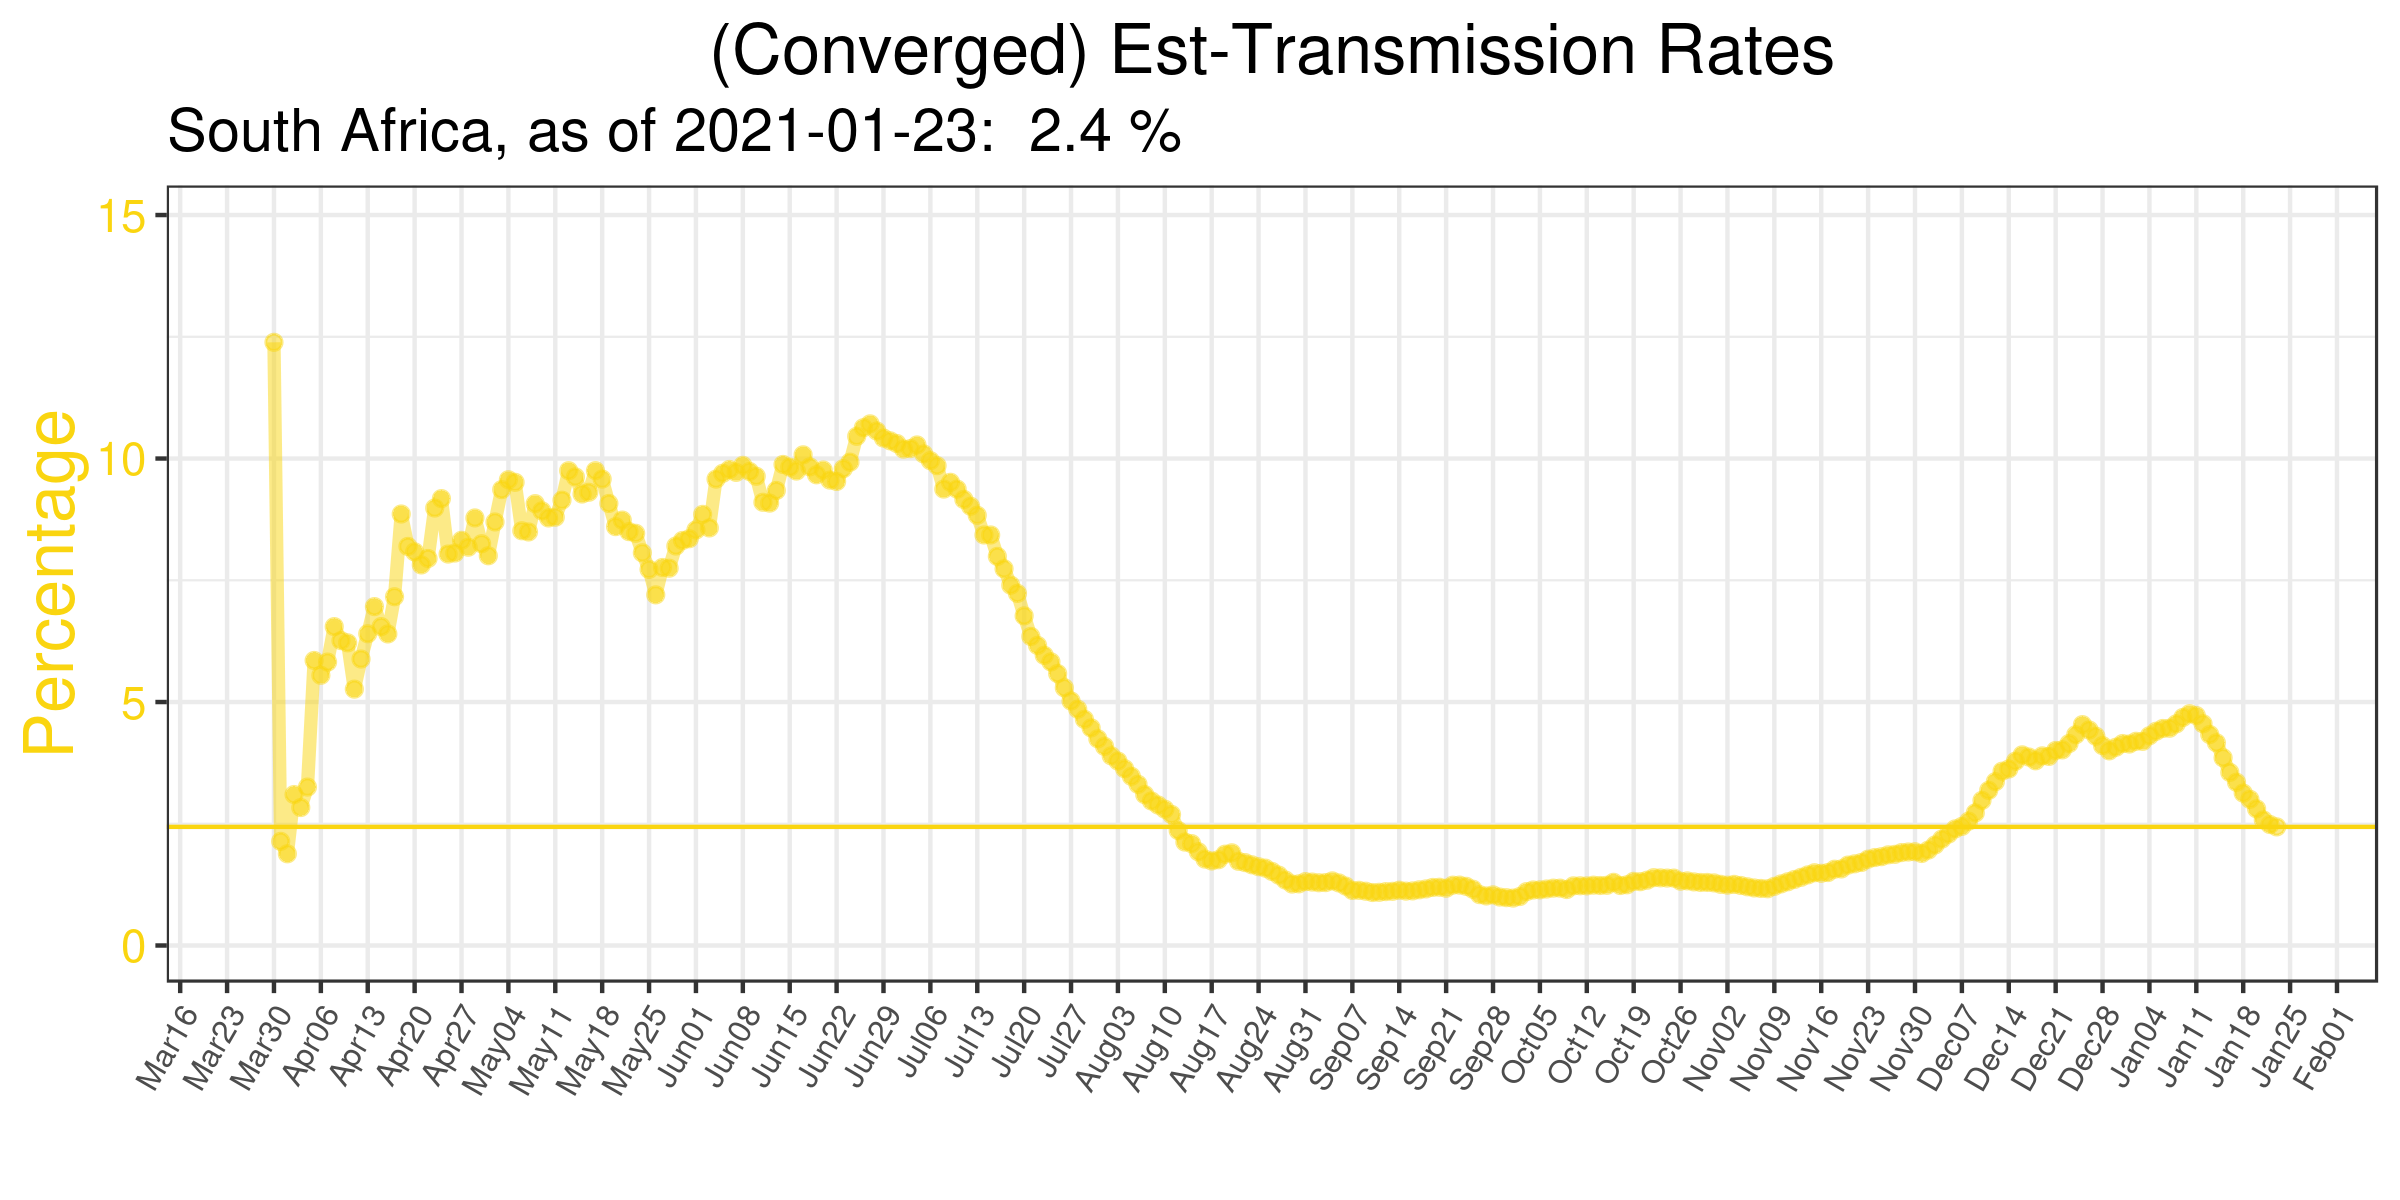 (Converged) Est-Transmission Rates
South Africa, as of 2021-01-23:  2.4 %
Percentage
15
10
5
0
Mar16 Mar23 Mar30 Apr06 Apr13 Apr20 Apr27 May04 May11 May18 May25 Jun01 Jun08 Jun15 Jun22 Jun29 Jul06 Jul13 Jul20 Jul27 Aug03 Aug10 Aug17 Aug24 Aug31 Sep07 Sep14 Sep21 Sep28 Oct05 Oct12 Oct19 Oct26 Nov02 Nov09 Nov16 Nov23 Nov30 Dec07 Dec14 Dec21 Dec28 Jan04 Jan11 Jan18 Jan25 Feb01